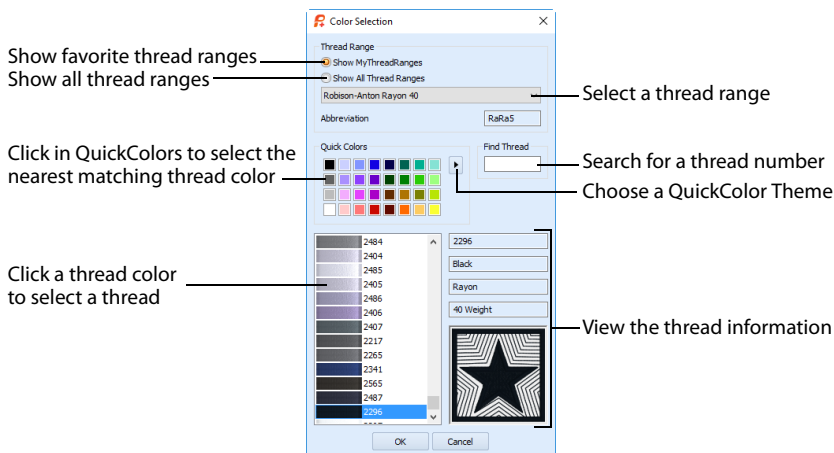 Color Selection
Thread Range
Show favorite thread ranges
Show MyThreadRanges
Show all thread ranges
Show All Thread Ranges
Robison-Anton Rayon 40
Select a thread range
Abbreviation
RaRa5
Quick Colors
Find Thread
Click in QuickColors to select the
nearest matching thread color
Search for a thread number
Choose a QuickColor Theme
2484
2404
2485
2405
2486
2406
2407
2217
2265
2341
2565
2487
2296
Click a thread color
to select a thread
2296
Black
Rayon
40 Weight
View the thread information
OK
Cancel